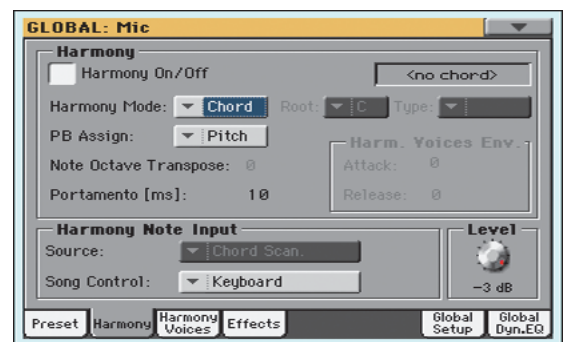 GLOBAL: Mic
Harmony
Harmony On/Off
<no chord>
Harmony Mode: Chord Root: C Type:
PB Assign: Pitch
Harm. Voices Env.
Note Octave Transpose: 0 Attack: 0
Portamento [ms]: 10 Release: 0
Harmony Note Input
Level
Source: Chord Scan.
Song Control: Keyboard
-3 dB
Preset Harmony Harmony Voices Effects Global Setup Global Dyn.EQ